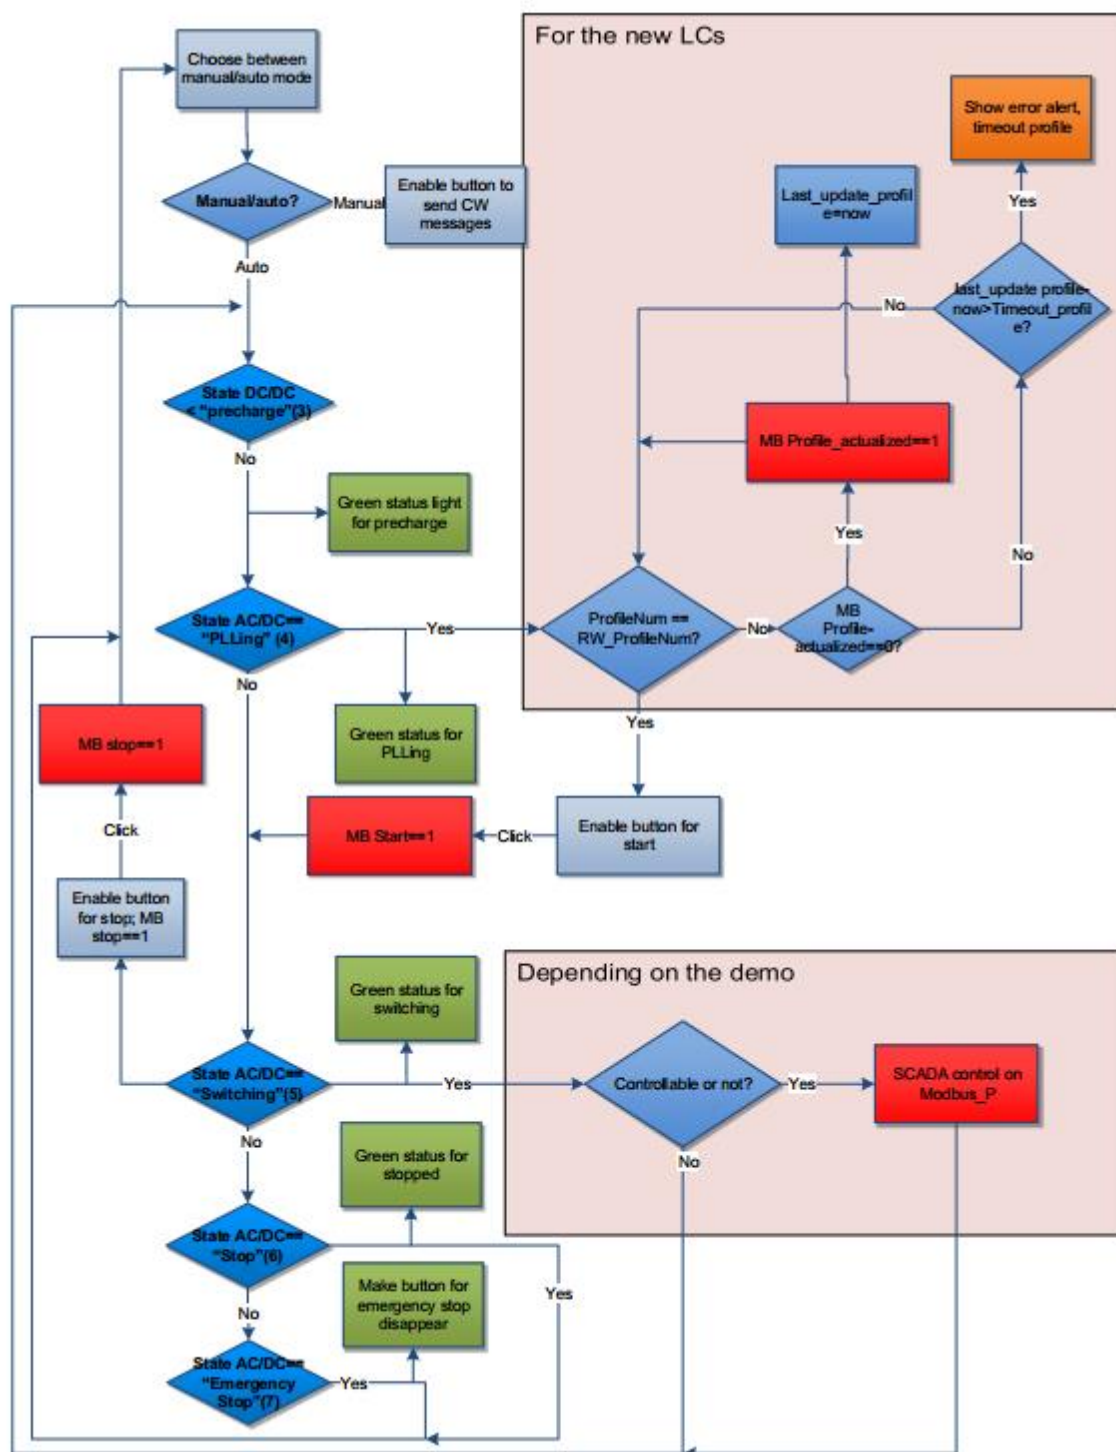 For the new LCs
Choose between
manual/auto mode
Show error alert,
timeout profile
Manual/auto?
Manual
Enable button to
send CW
messages
Last_update_profil
e=now
Yes
Auto
last_update profile-
now>Timeout_profil
e?
No
State DC/DC
< "precharge"(3)
MB Profile_actualized==1
No
Green status light
for precharge
Yes
No
State AC/DC==
"PLLing" (4)
Yes
ProfileNum ==
RW_ProfileNum?
No
MB
Profile-
actualized==0?
No
Yes
MB stop==1
Green status for
PLLing
Click
MB Start==1
Click
Enable button for
start
Enable button
for stop; MB
stop==1
Depending on the demo
Green status for
switching
State AC/DC==
"Switching"(5)
Yes
Controllable or not?
Yes
SCADA control on
Modbus_P
No
No
Green status for
stopped
State AC/DC==
"Stop"(6)
Yes
No
Make button for
emergency stop
disappear
State AC/DC==
"Emergency
Stop"(7)
Yes